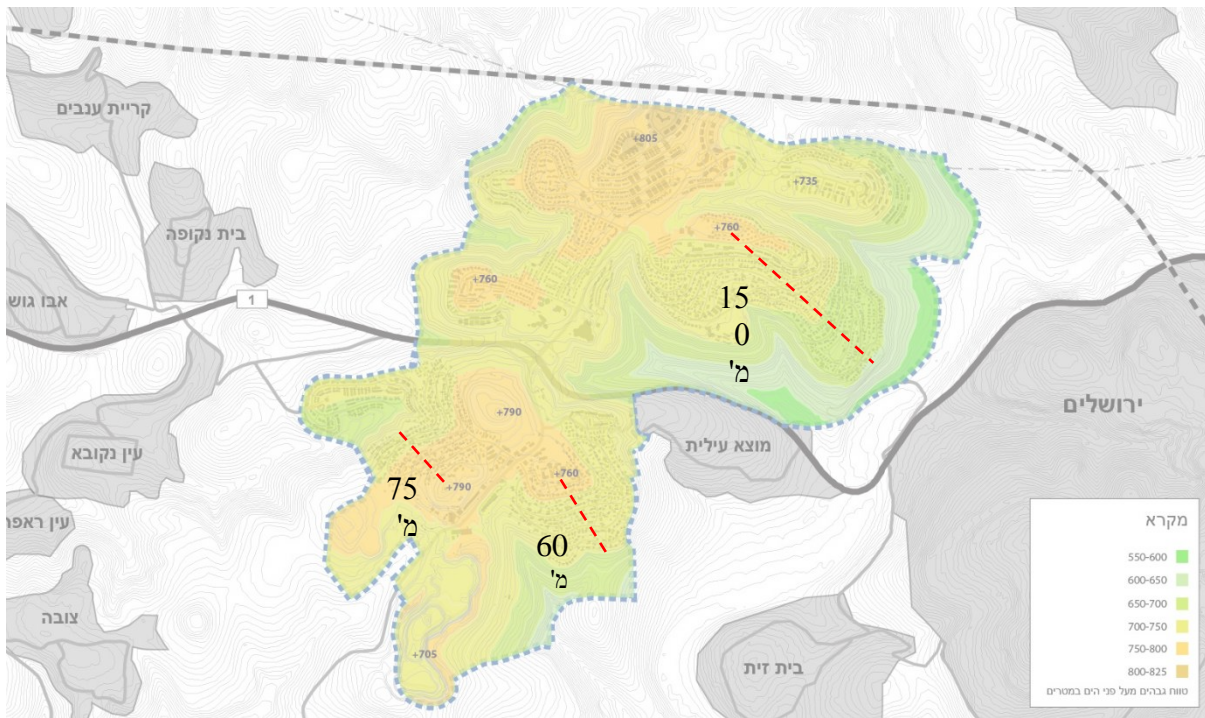 קריית ענבים
+805
+735
בית נקופה
+760
+760
אבו גוש
1
15
0
מ'
ירושלים
+790
מוצא עילית
עין נקובא
+760
75
מ'
+790
עין ראפה
60
מ'
צובה
+705
בית זית
מקרא
550-600
600-650
650-700
700-750
750-800
800-825
טווח גבהים מעל פני הים במטרים